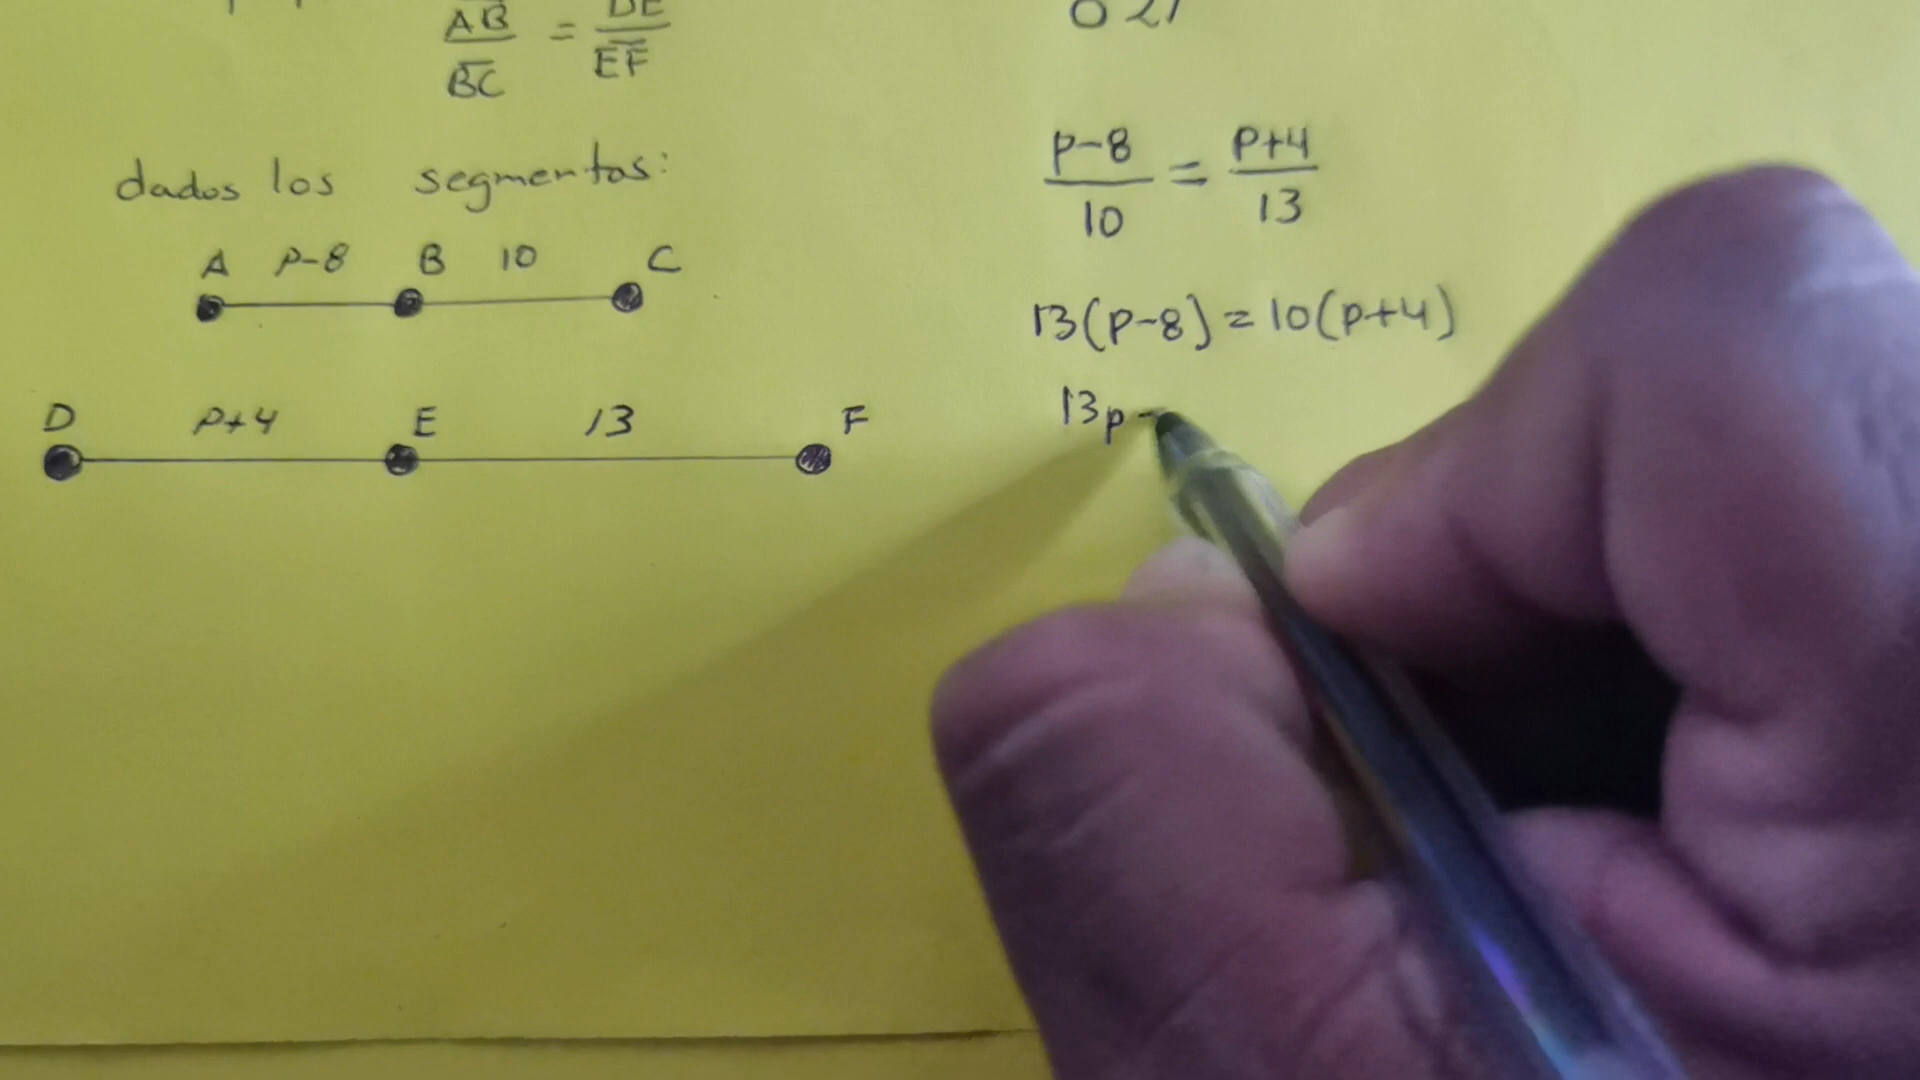 AB/BC = DE/EF
dados los segmentos:
A p-8 B 10 C
D p+4 E 13 F
(p-8)/10 = (p+4)/13
13(p-8)=10(p+4)
13p-